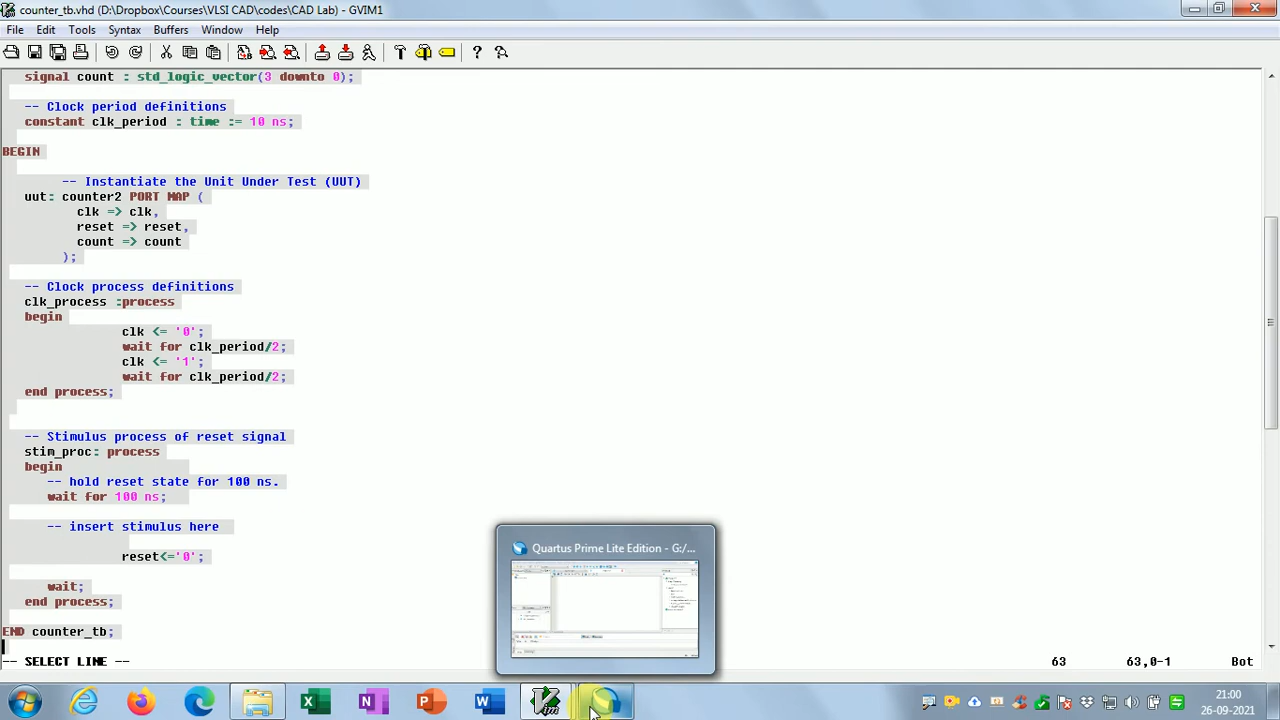 counter_tb.vhd (D:\Dropbox\Courses\VLSI CAD\codes\CAD Lab) - GVIM1
File Edit Tools Syntax Buffers Window Help
signal count : std_logic_vector(3 downto 0);
-- Clock period definitions
constant clk_period : time := 10 ns;
BEGIN
-- Instantiate the Unit Under Test (UUT)
uut: counter2 PORT MAP (
clk => clk,
reset => reset,
count => count
);
-- Clock process definitions
clk_process :process
begin
clk <= '0';
wait for clk_period/2;
clk <= '1';
wait for clk_period/2;
end process;
-- Stimulus process of reset signal
stim_proc: process
begin
-- hold reset state for 100 ns.
wait for 100 ns;
-- insert stimulus here
reset<='0';
wait;
end process;
END counter_tb;
-- SELECT LINE --
63
63,0-1
Bot
Quartus Prime Lite Edition - G:/...
21:00
26-09-2021